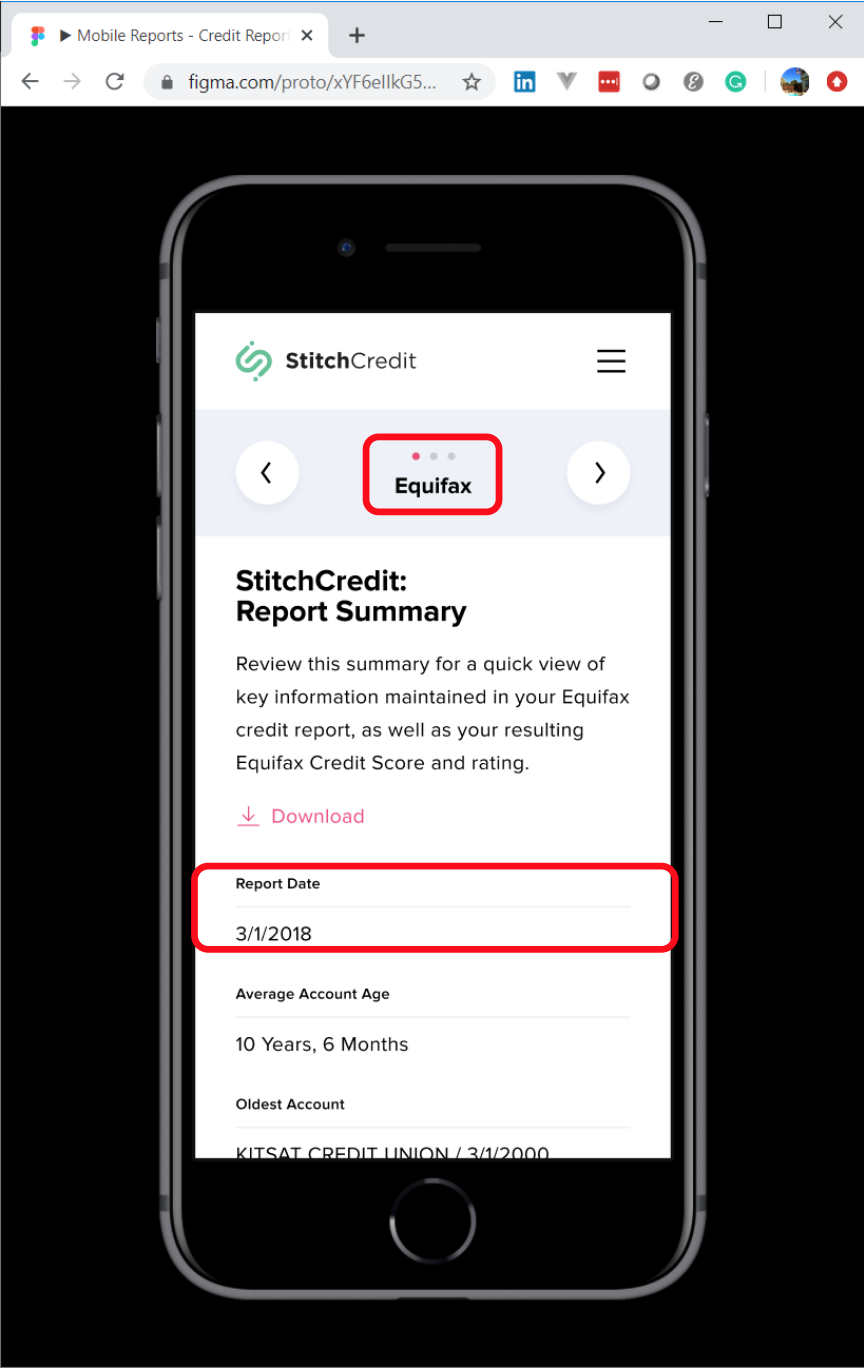 Mobile Reports - Credit Repor
figma.com/proto/xYF6eIlkG5...
StitchCredit
Equifax
StitchCredit:
Report Summary
Review this summary for a quick view of
key information maintained in your Equifax
credit report, as well as your resulting
Equifax Credit Score and rating.
Download
Report Date
3/1/2018
Average Account Age
10 Years, 6 Months
Oldest Account
KITSAT CREDIT UNION / 3/1/2000